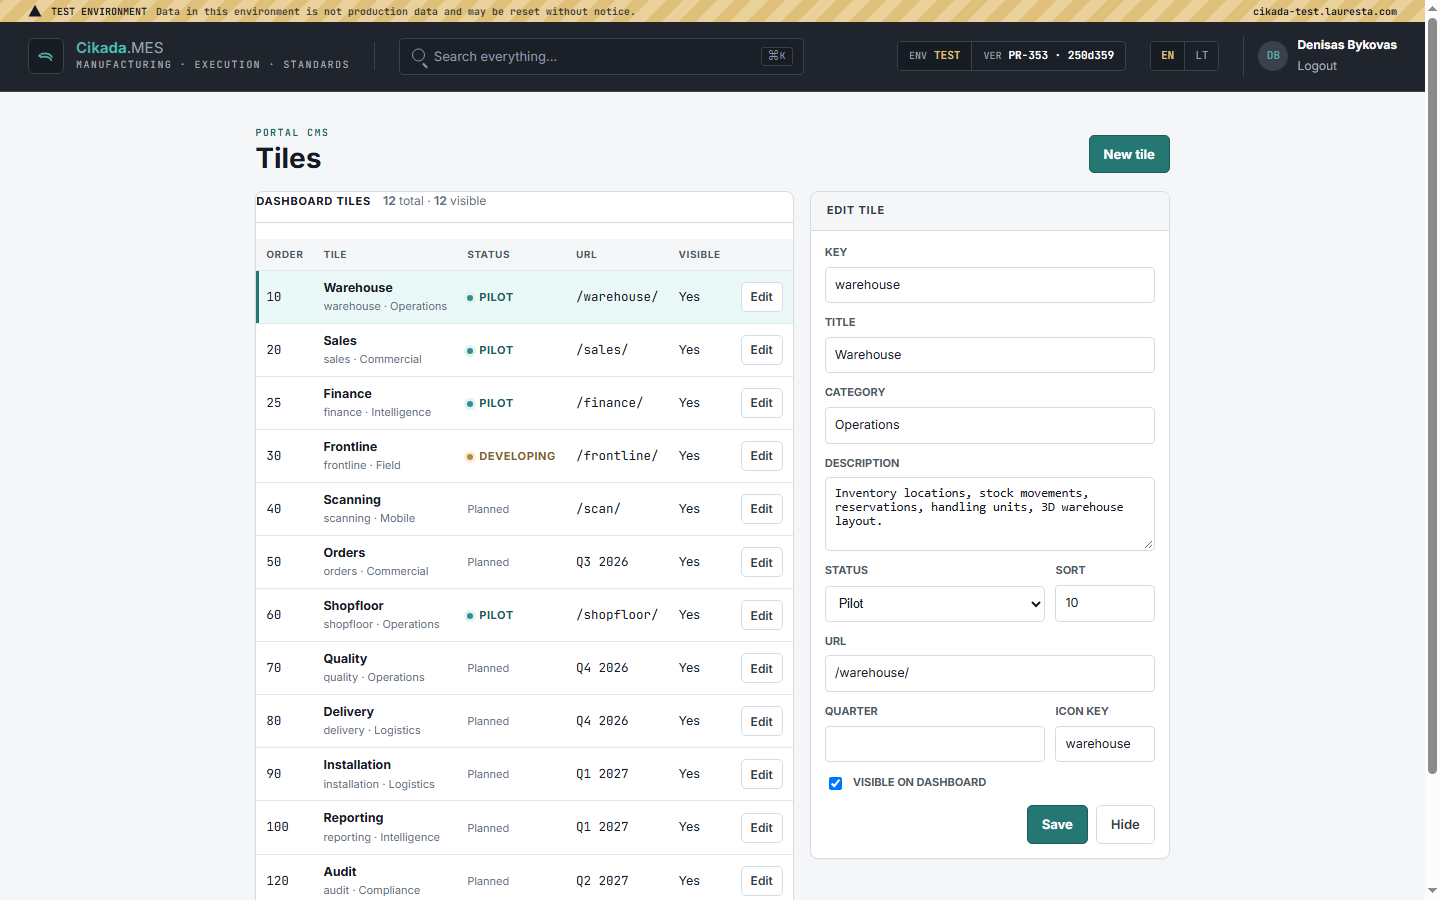 TEST ENVIRONMENT Data in this environment is not production data and may be reset without notice. cikada-test.lauresta.com
Cikada.MES
MANUFACTURING · EXECUTION · STANDARDS
Search everything... ⌘K
ENV TEST VER PR-353 · 250d359
EN LT
DB
Denisas Bykovas
Logout
PORTAL CMS
Tiles
New tile
DASHBOARD TILES 12 total · 12 visible
ORDER TILE STATUS URL VISIBLE
10 Warehouse PILOT /warehouse/ Yes Edit
warehouse · Operations
20 Sales PILOT /sales/ Yes Edit
sales · Commercial
25 Finance PILOT /finance/ Yes Edit
finance · Intelligence
30 Frontline DEVELOPING /frontline/ Yes Edit
frontline · Field
40 Scanning Planned /scan/ Yes Edit
scanning · Mobile
50 Orders Planned Q3 2026 Yes Edit
orders · Commercial
60 Shopfloor PILOT /shopfloor/ Yes Edit
shopfloor · Operations
70 Quality Planned Q4 2026 Yes Edit
quality · Operations
80 Delivery Planned Q4 2026 Yes Edit
delivery · Logistics
90 Installation Planned Q1 2027 Yes Edit
installation · Logistics
100 Reporting Planned Q1 2027 Yes Edit
reporting · Intelligence
120 Audit Planned Q2 2027 Yes Edit
audit · Compliance
EDIT TILE
KEY
warehouse
TITLE
Warehouse
CATEGORY
Operations
DESCRIPTION
Inventory locations, stock movements,
reservations, handling units, 3D warehouse
layout.
STATUS SORT
Pilot 10
URL
/warehouse/
QUARTER ICON KEY
warehouse
VISIBLE ON DASHBOARD
Save Hide